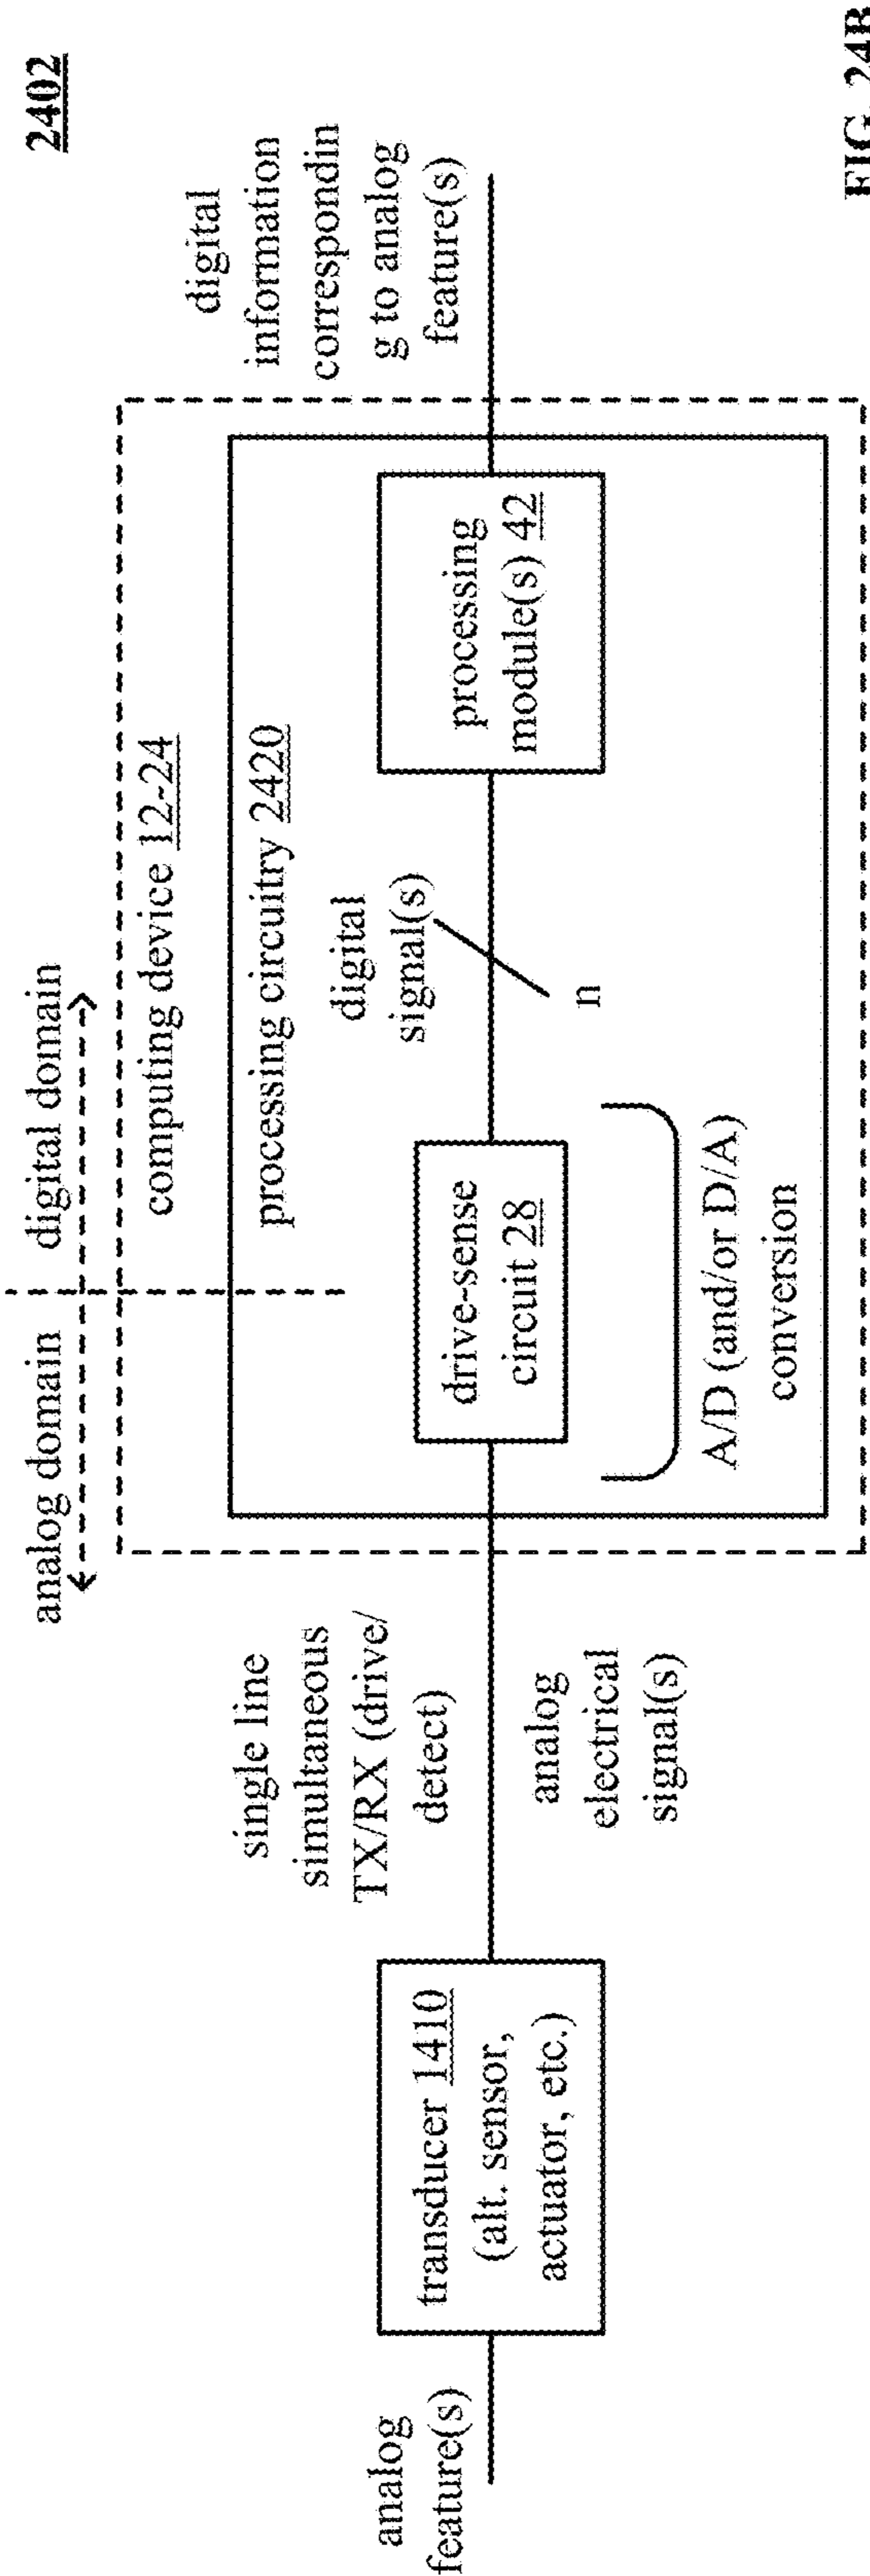 2402
analog domain
digital domain
computing device 12-24
processing circuitry 2420
analog
feature(s)
transducer 1410
(alt. sensor,
actuator, etc.)
single line
simultaneous
TX/RX (drive/
detect)
analog
electrical
signal(s)
drive-sense
circuit 28
A/D (and/or D/A)
conversion
digital
signal(s)
n
processing
module(s) 42
digital
information
correspondin
g to analog
feature(s)
FIG. 24B